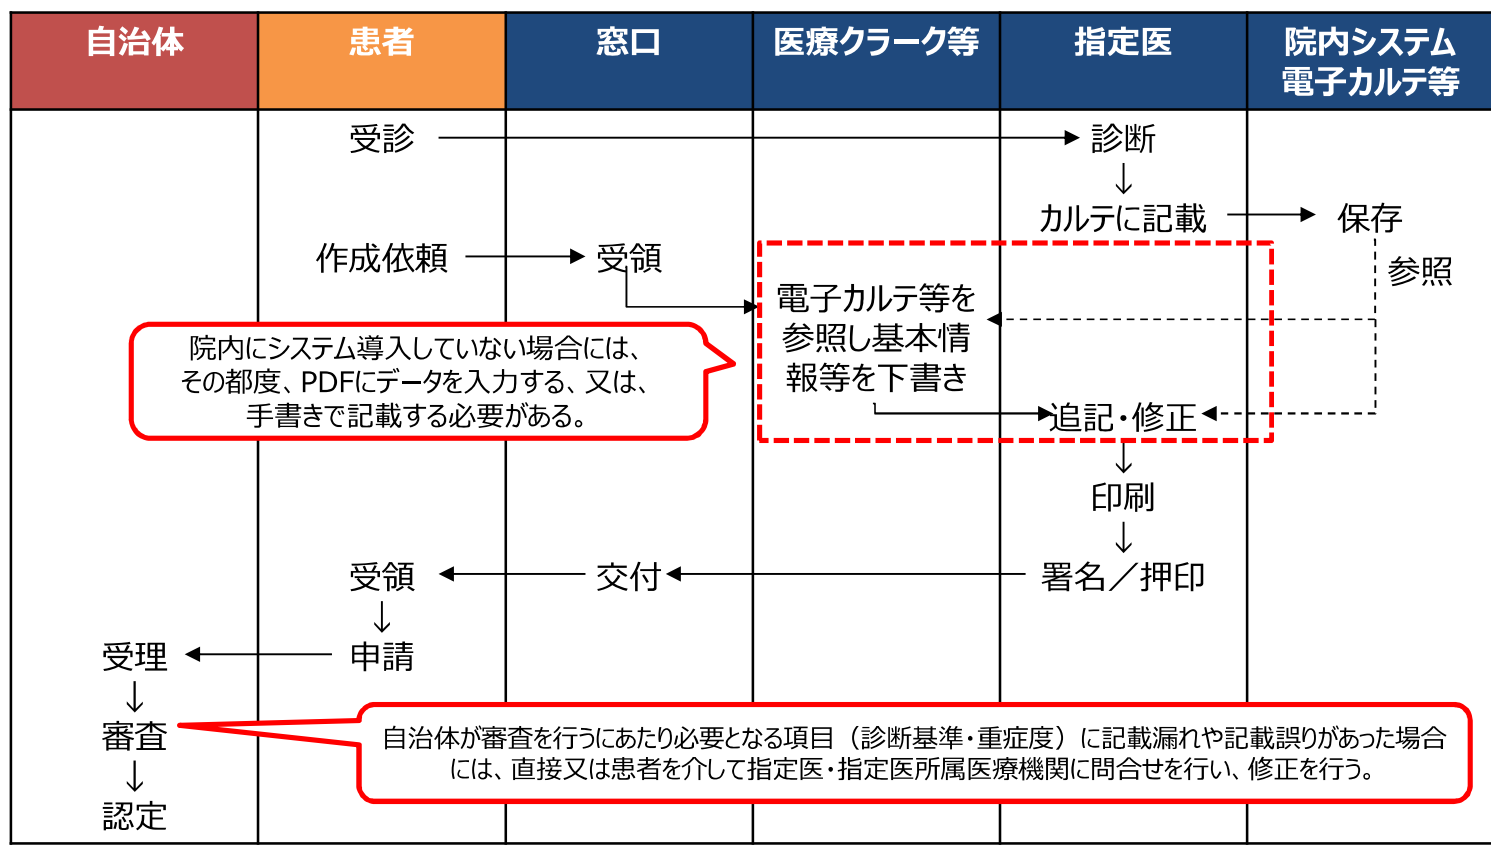 自治体
患者
窓口
医療クラーク等
指定医
院内システム
電子カルテ等
受診
診断
カルテに記載
保存
作成依頼
受領
参照
電子カルテ等を
参照し基本情
報等を下書き
院内にシステム導入していない場合には、
その都度、PDFにデータを入力する、又は、
手書きで記載する必要がある。
追記・修正
印刷
受領
交付
署名／押印
受理
申請
審査
自治体が審査を行うにあたり必要となる項目（診断基準・重症度）に記載漏れや記載誤りがあった場合
には、直接又は患者を介して指定医・指定医所属医療機関に問合せを行い、修正を行う。
認定